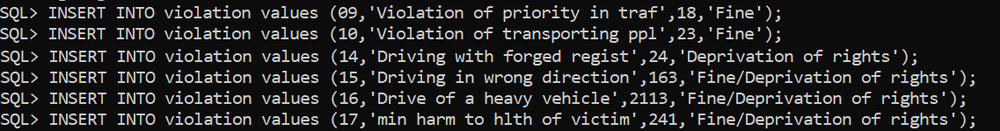 SQL> INSERT INTO violation values (09,'Violation of priority in traf',18,'Fine');
SQL> INSERT INTO violation values (10,'Violation of transporting ppl',23,'Fine');
SQL> INSERT INTO violation values (14,'Driving with forged regist',24,'Deprivation of rights');
SQL> INSERT INTO violation values (15,'Driving in wrong direction',163,'Fine/Deprivation of rights');
SQL> INSERT INTO violation values (16,'Drive of a heavy vehicle',2113,'Fine/Deprivation of rights');
SQL> INSERT INTO violation values (17,'min harm to hlth of victim',241,'Fine/Deprivation of rights');